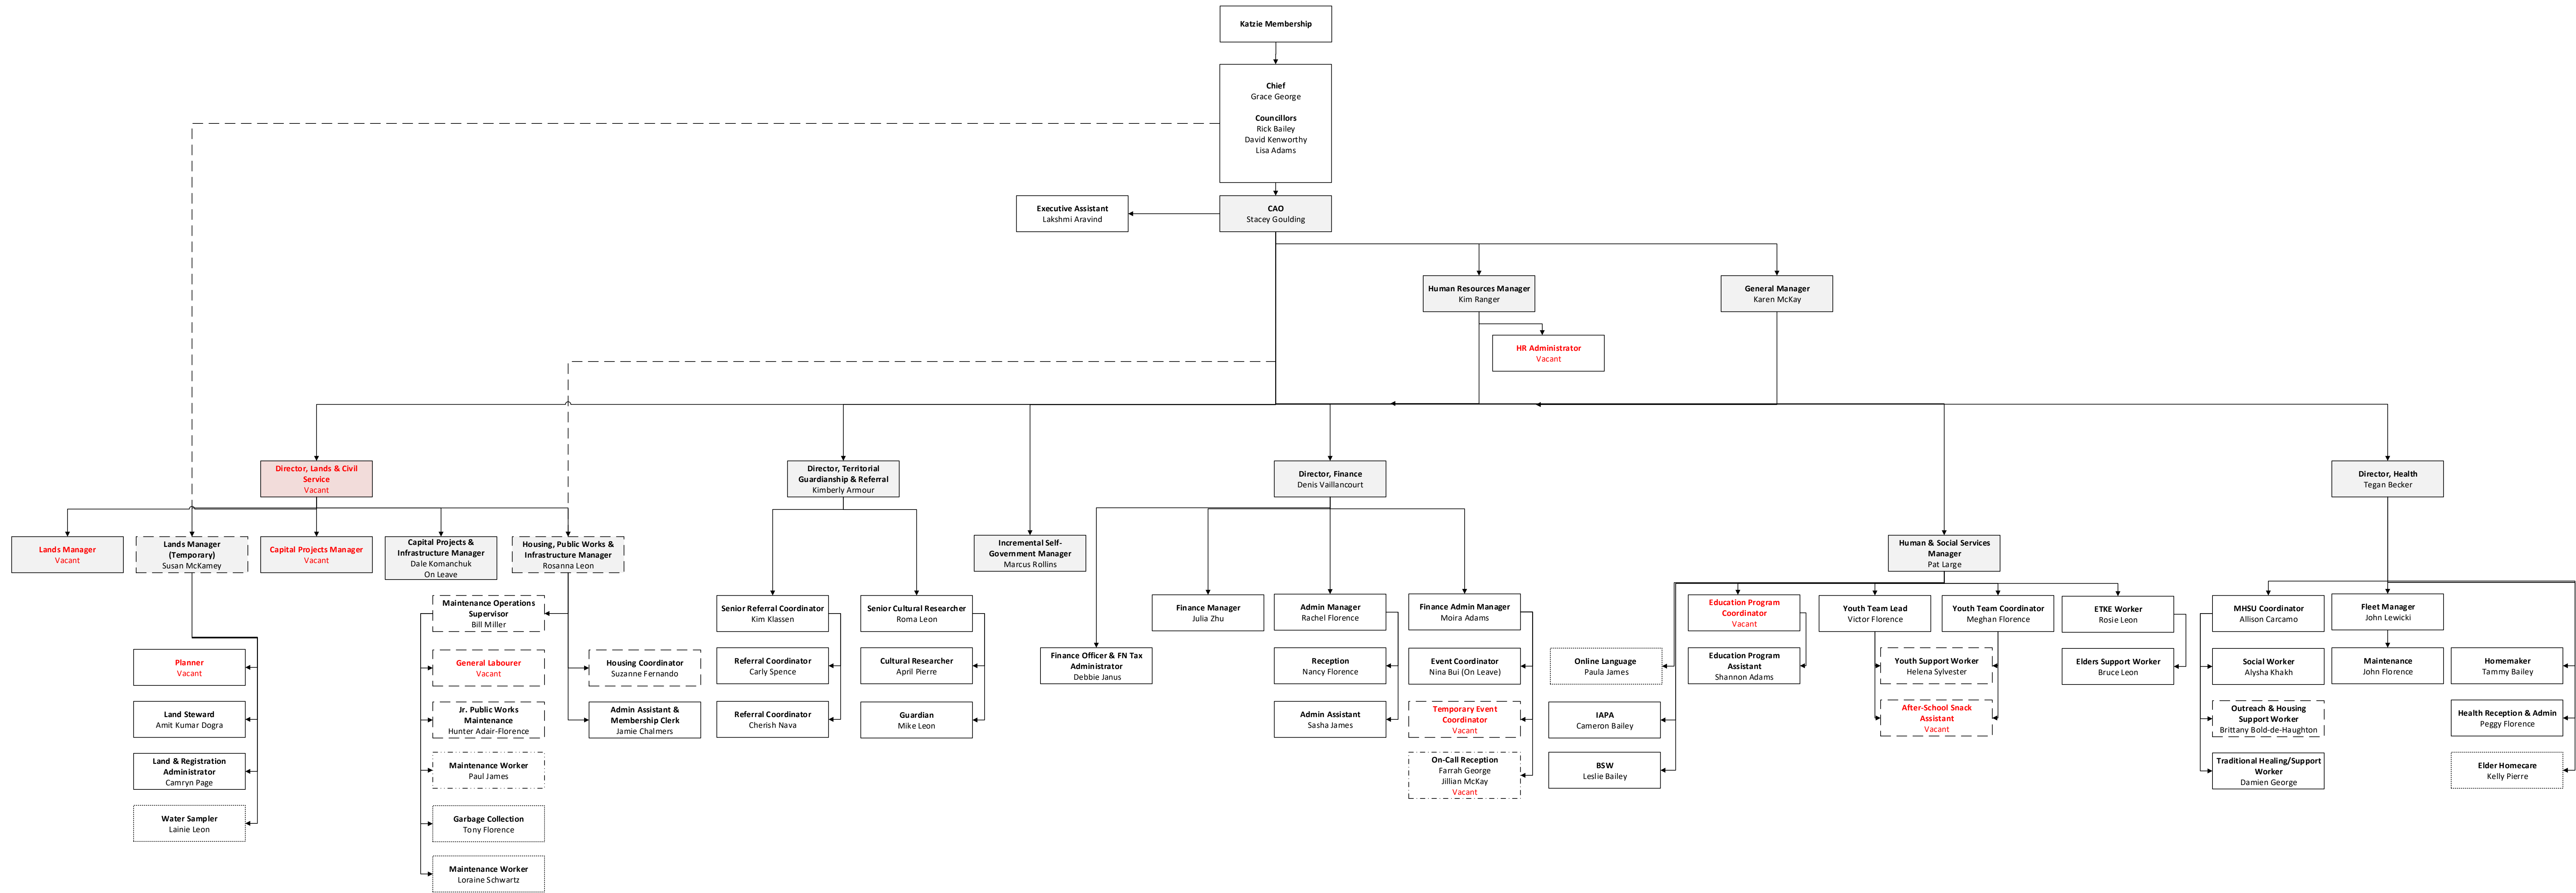 Katzie Membership
Chief
Grace George
Councillors
Rick Bailey
David Kenworthy
Lisa Adams
Executive Assistant
Lakshmi Aravind
CAO
Stacey Goulding
Human Resources Manager
Kim Ranger
General Manager
Karen McKay
HR Administrator
Vacant
Director, Lands & Civil
Service
Vacant
Director, Territorial
Guardianship & Referral
Kimberly Armour
Director, Finance
Denis Vaillancourt
Director, Health
Tegan Becker
Lands Manager
Vacant
Lands Manager
(Temporary)
Susan McKamey
Capital Projects Manager
Vacant
Capital Projects &
Infrastructure Manager
Dale Komanchuk
On Leave
Housing, Public Works &
Infrastructure Manager
Rosanna Leon
Incremental Self-
Government Manager
Marcus Rollins
Human & Social Services
Manager
Pat Large
Maintenance Operations
Supervisor
Bill Miller
Senior Referral Coordinator
Kim Klassen
Senior Cultural Researcher
Roma Leon
Finance Manager
Julia Zhu
Admin Manager
Rachel Florence
Finance Admin Manager
Moira Adams
Education Program
Coordinator
Vacant
Youth Team Lead
Victor Florence
Youth Team Coordinator
Meghan Florence
ETKE Worker
Rosie Leon
MHSU Coordinator
Allison Carcamo
Fleet Manager
John Lewicki
Planner
Vacant
General Labourer
Vacant
Housing Coordinator
Suzanne Fernando
Referral Coordinator
Carly Spence
Cultural Researcher
April Pierre
Finance Officer & FN Tax
Administrator
Debbie Janus
Reception
Nancy Florence
Event Coordinator
Nina Bui (On Leave)
Online Language
Paula James
Education Program
Assistant
Shannon Adams
Youth Support Worker
Helena Sylvester
Elders Support Worker
Bruce Leon
Social Worker
Alysha Khakh
Maintenance
John Florence
Homemaker
Tammy Bailey
Land Steward
Amit Kumar Dogra
Jr. Public Works
Maintenance
Hunter Adair-Florence
Admin Assistant &
Membership Clerk
Jamie Chalmers
Referral Coordinator
Cherish Nava
Guardian
Mike Leon
Admin Assistant
Sasha James
Temporary Event
Coordinator
Vacant
IAPA
Cameron Bailey
After-School Snack
Assistant
Vacant
Outreach & Housing
Support Worker
Brittany Bold-de-Haughton
Health Reception & Admin
Peggy Florence
Land & Registration
Administrator
Camryn Page
Maintenance Worker
Paul James
On-Call Reception
Farrah George
Jillian McKay
Vacant
BSW
Leslie Bailey
Traditional Healing/Support
Worker
Damien George
Elder Homecare
Kelly Pierre
Water Sampler
Lainie Leon
Garbage Collection
Tony Florence
Maintenance Worker
Loraine Schwartz